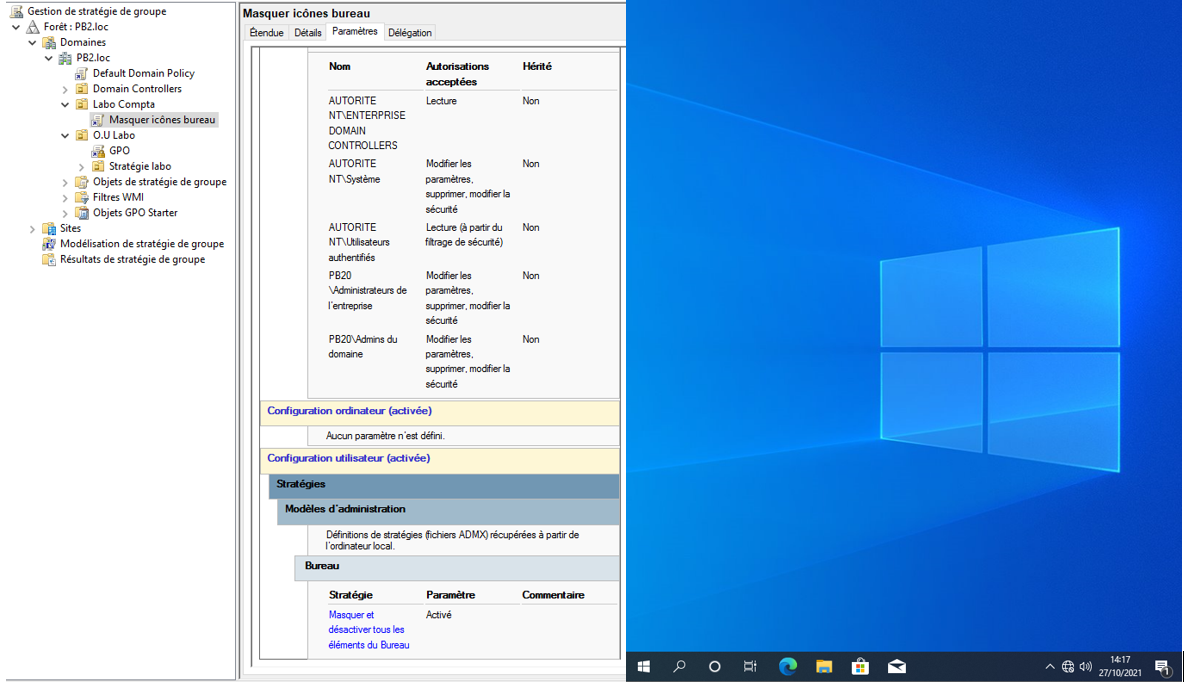 Gestion de stratégie de groupe
Forêt : PB2.loc
Domaines
PB2.loc
Default Domain Policy
Domain Controllers
Labo Compta
Masquer icônes bureau
O.U Labo
GPO
Stratégie labo
Objets de stratégie de groupe
Filtres WMI
Objets GPO Starter
Sites
Modélisation de stratégie de groupe
Résultats de stratégie de groupe
Masquer icônes bureau
Étendue Détails Paramètres Délégation
Nom Autorisations Hérité
acceptées
AUTORITE Lecture Non
NT\ENTERPRISE
DOMAIN
CONTROLLERS
AUTORITE Modifier les Non
NT\Système paramètres,
supprimer, modifier la
sécurité
AUTORITE Lecture (à partir du Non
NT\Utilisateurs filtrage de sécurité)
authentifiés
PB20 Modifier les Non
\Administrateurs de paramètres,
l'entreprise supprimer, modifier la
sécurité
PB20\Admins du Modifier les Non
domaine paramètres,
supprimer, modifier la
sécurité
Configuration ordinateur (activée)
Aucun paramètre n'est défini.
Configuration utilisateur (activée)
Stratégies
Modèles d'administration
Définitions de stratégies (fichiers ADMX) récupérées à partir de
l'ordinateur local.
Bureau
Stratégie Paramètre Commentaire
Masquer et Activé
désactiver tous les
éléments du Bureau
14:17
27/10/2021
1